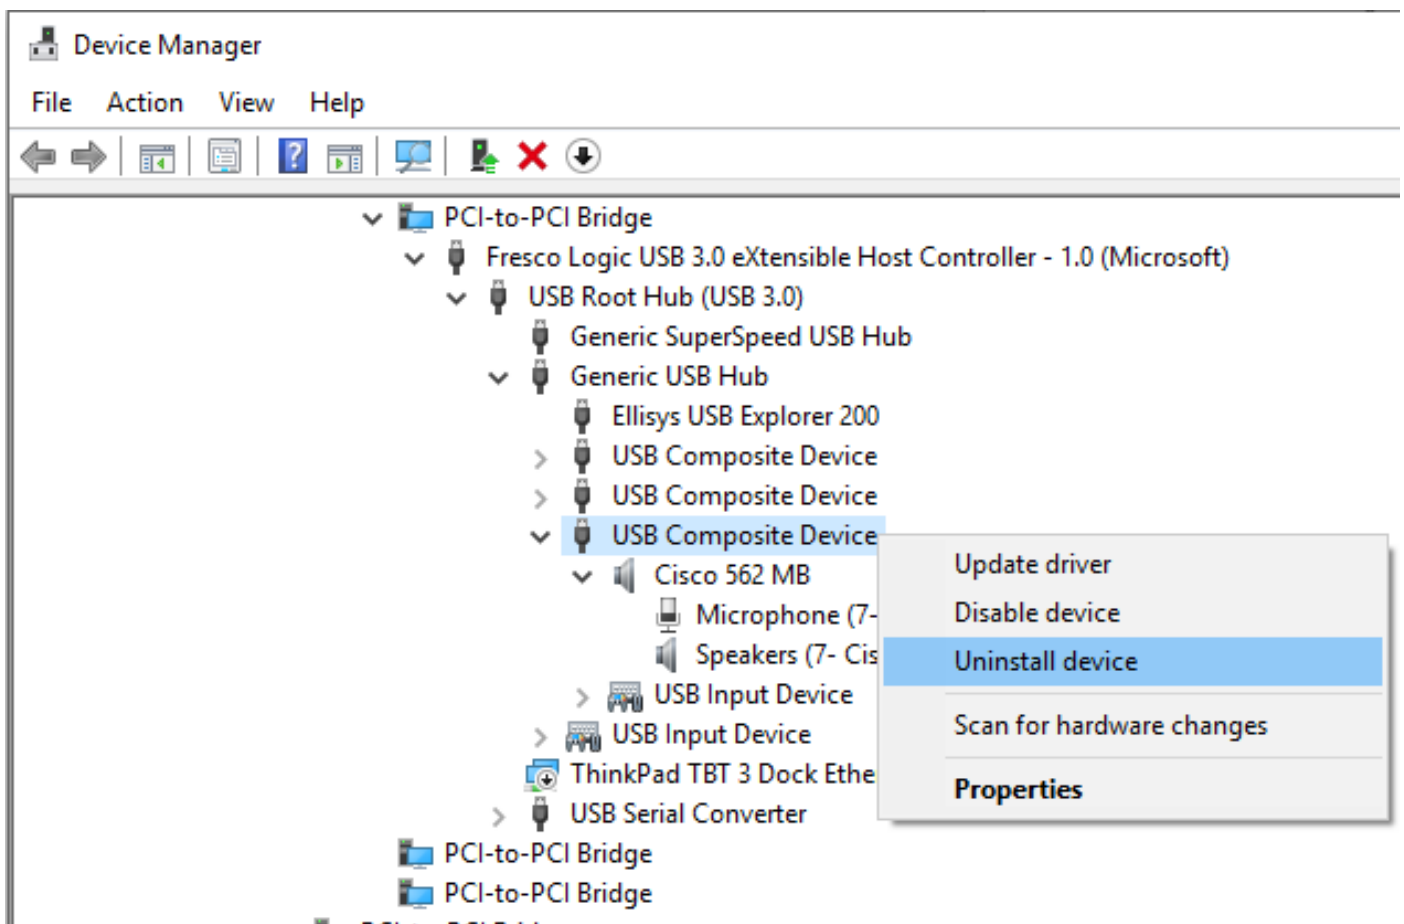 Device Manager
File Action View Help
PCI-to-PCI Bridge
Fresco Logic USB 3.0 eXtensible Host Controller - 1.0 (Microsoft)
USB Root Hub (USB 3.0)
Generic SuperSpeed USB Hub
Generic USB Hub
Ellisys USB Explorer 200
USB Composite Device
USB Composite Device
USB Composite Device
Update driver
Cisco 562 MB
Disable device
Microphone (7-
Speakers (7- Cis
Uninstall device
USB Input Device
Scan for hardware changes
USB Input Device
ThinkPad TBT 3 Dock Ethe
Properties
USB Serial Converter
PCI-to-PCI Bridge
PCI-to-PCI Bridge